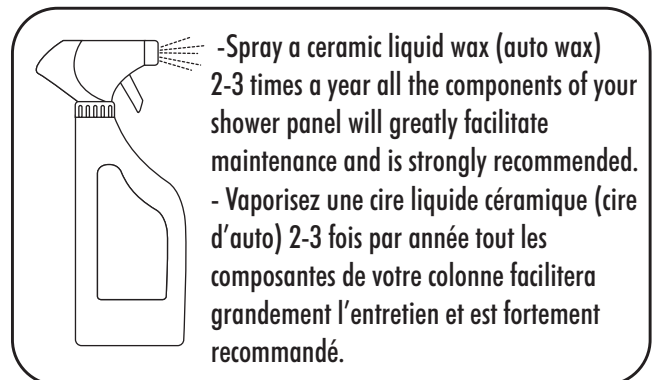 -Spray a ceramic liquid wax (auto wax)
2-3 times a year all the components of your
shower panel will greatly facilitate
maintenance and is strongly recommended.
- Vaporisez une cire liquide céramique (cire
d’auto) 2-3 fois par année tout les
composantes de votre colonne facilitera
grandement l’entretien et est fortement
recommandé.